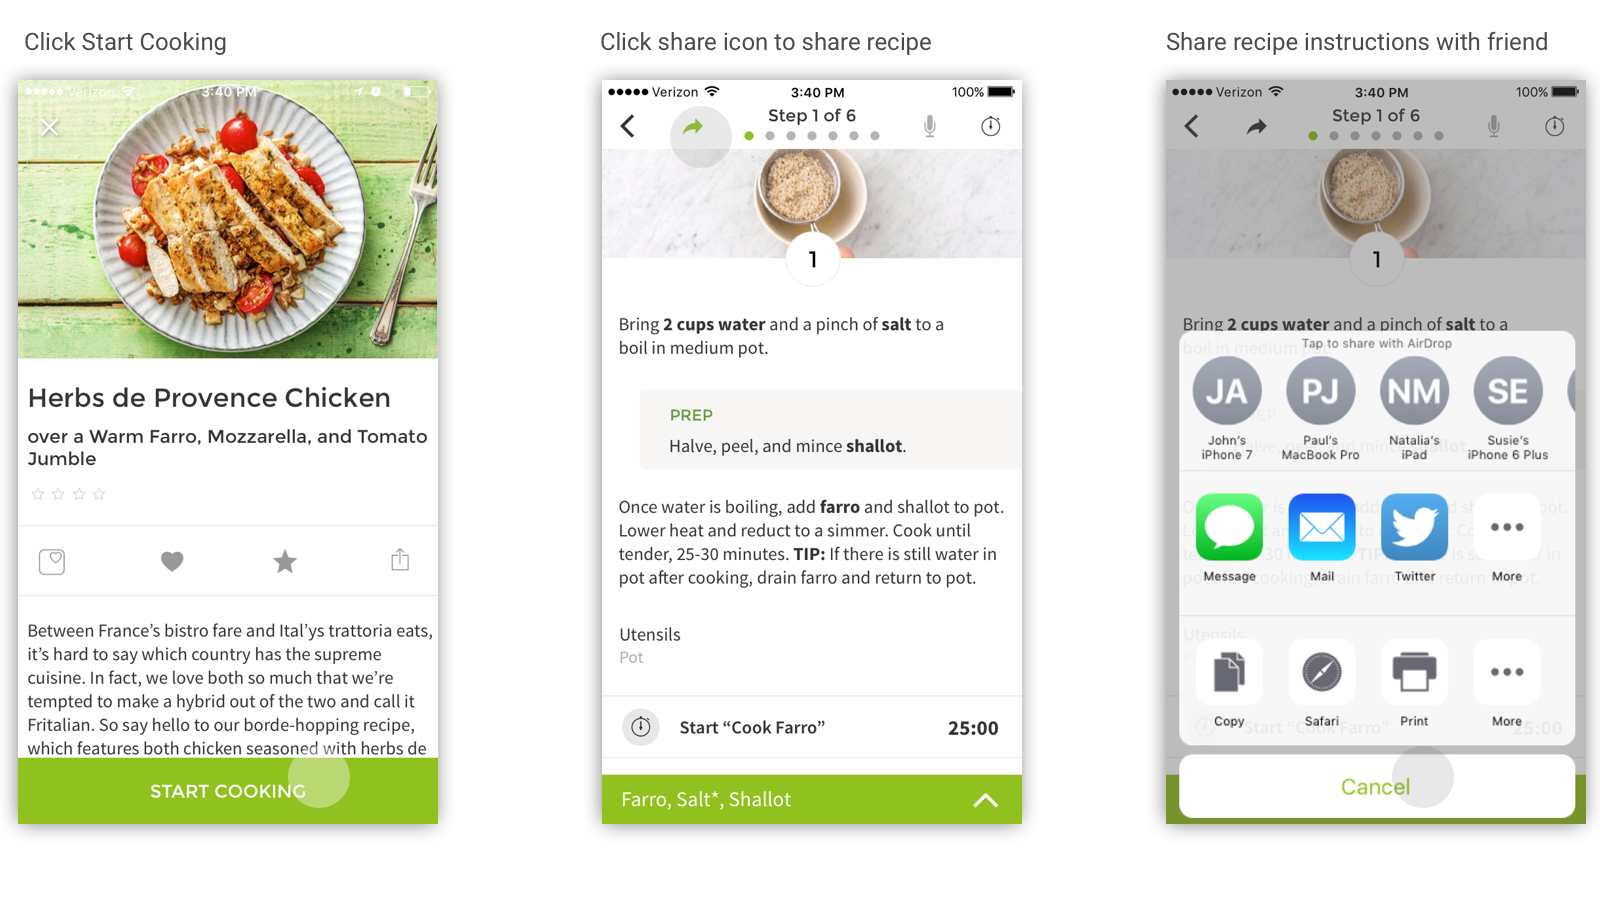 Click Start Cooking
Verizon
3:40 PM
Herbs de Provence Chicken
over a Warm Farro, Mozzarella, and Tomato
Jumble
Between France’s bistro fare and Ital’ys trattoria eats,
it’s hard to say which country has the supreme
cuisine. In fact, we love both so much that we’re
tempted to make a hybrid out of the two and call it
Fritalian. So say hello to our borde-hopping recipe,
which features both chicken seasoned with herbs de
START COOKING
Click share icon to share recipe
Verizon
3:40 PM
100%
Step 1 of 6
1
Bring 2 cups water and a pinch of salt to a
boil in medium pot.
PREP
Halve, peel, and mince shallot.
Once water is boiling, add farro and shallot to pot.
Lower heat and reduct to a simmer. Cook until
tender, 25-30 minutes. TIP: If there is still water in
pot after cooking, drain farro and return to pot.
Utensils
Pot
Start “Cook Farro”
25:00
Farro, Salt*, Shallot
Share recipe instructions with friend
Verizon
3:40 PM
100%
Step 1 of 6
1
Bring 2 cups water and a pinch of salt to a
boil in medium pot.
Tap to share with AirDrop
JA
PJ
NM
SE
John’s
iPhone 7
Paul’s
MacBook Pro
Natalia’s
iPad
Susie’s
iPhone 6 Plus
Message
Mail
Twitter
More
Utensils
Copy
Safari
Print
More
Start “Cook Farro”
25:00
Cancel